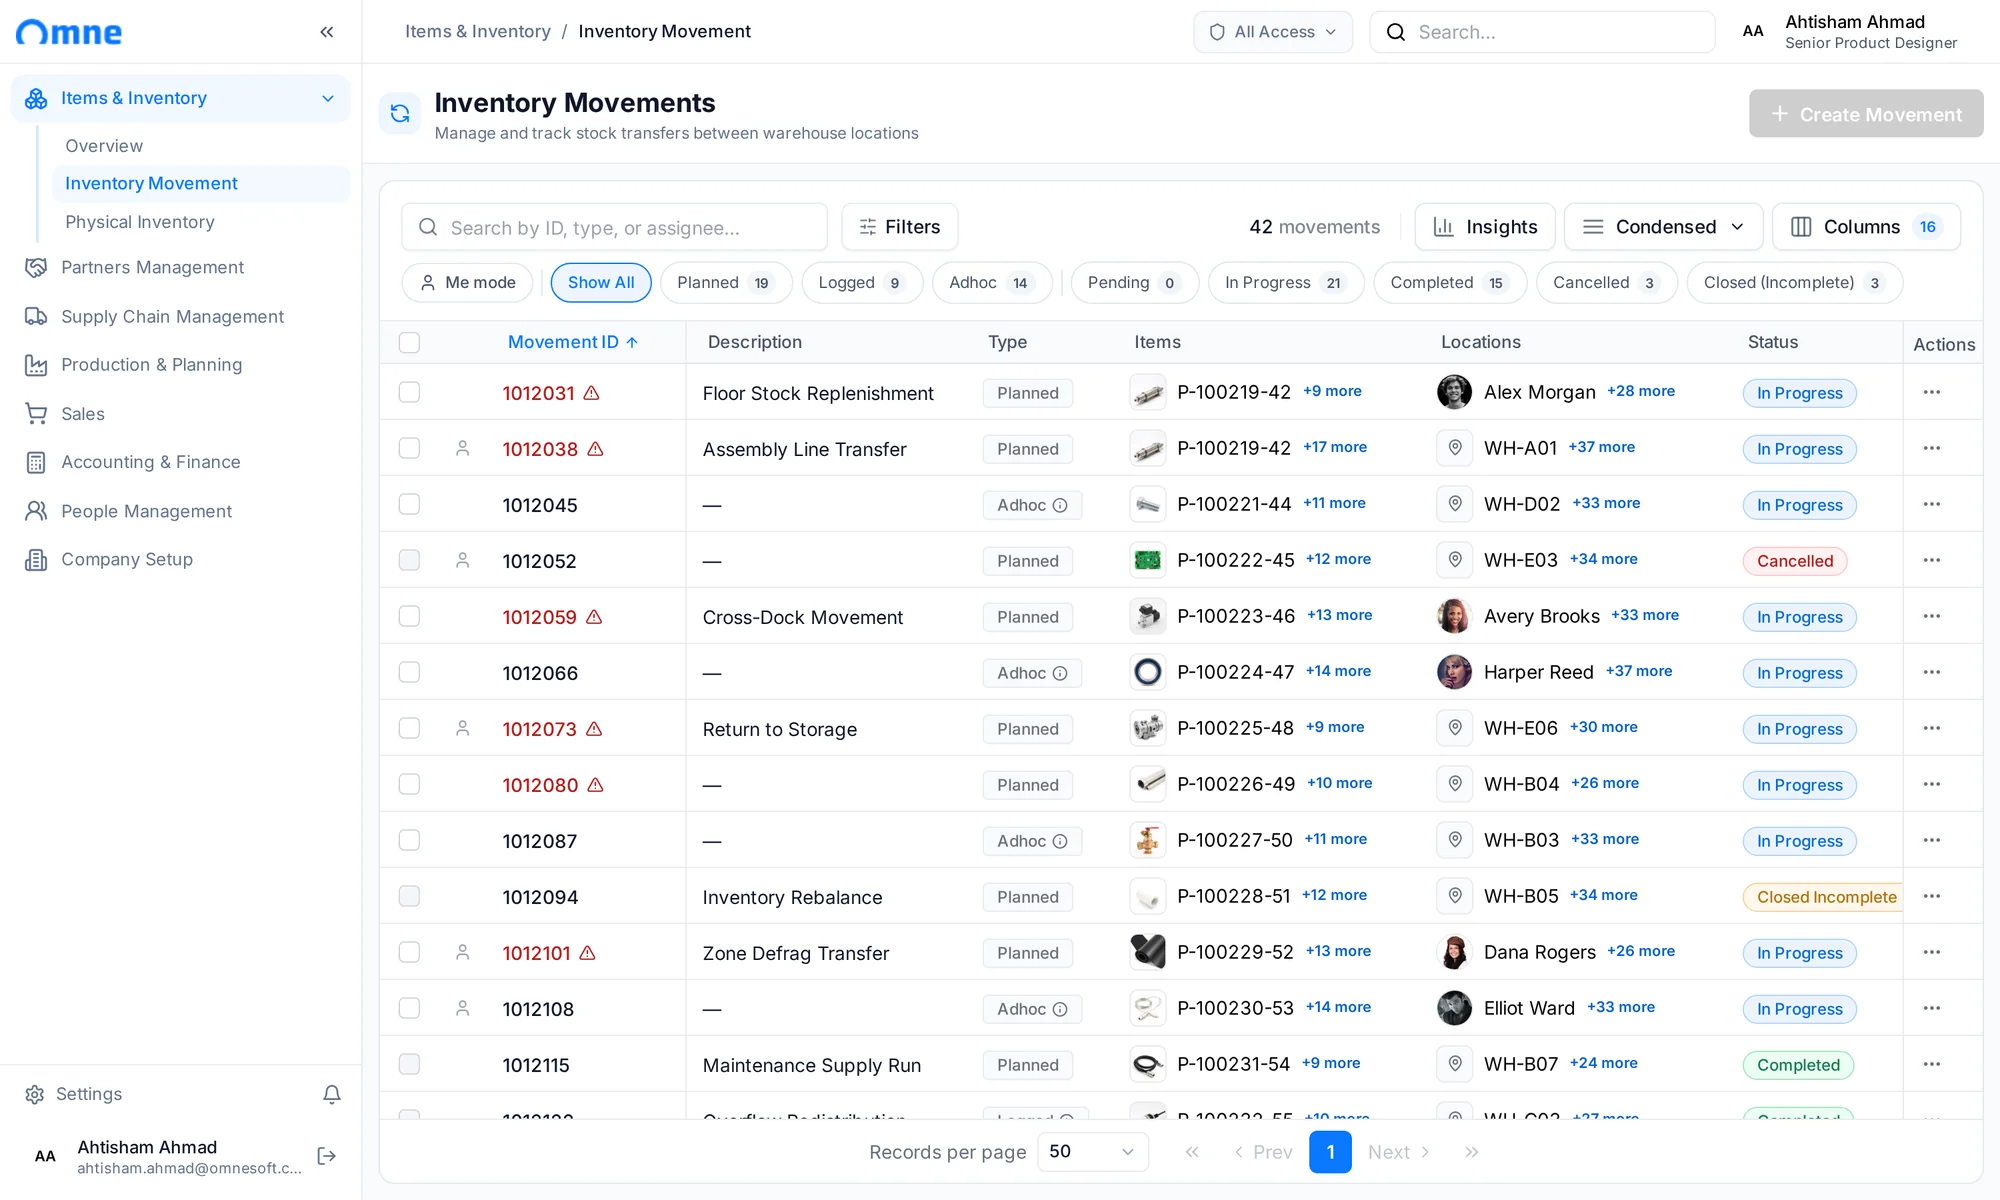 Omne
Items & Inventory / Inventory Movement
All Access
Search...
AA
Ahtisham Ahmad
Senior Product Designer
Items & Inventory
Overview
Inventory Movement
Physical Inventory
Partners Management
Supply Chain Management
Production & Planning
Sales
Accounting & Finance
People Management
Company Setup
Settings
AA
Ahtisham Ahmad
ahtisham.ahmad@omnesoft.c...
Inventory Movements
Manage and track stock transfers between warehouse locations
+ Create Movement
Search by ID, type, or assignee...
Filters
42 movements
Insights
Condensed
Columns 16
Me mode
Show All
Planned 19
Logged 9
Adhoc 14
Pending 0
In Progress 21
Completed 15
Cancelled 3
Closed (Incomplete) 3
Movement ID Description Type Items Locations Status Actions
1012031 Floor Stock Replenishment Planned P-100219-42 +9 more Alex Morgan +28 more In Progress
1012038 Assembly Line Transfer Planned P-100219-42 +17 more WH-A01 +37 more In Progress
1012045 — Adhoc P-100221-44 +11 more WH-D02 +33 more In Progress
1012052 — Planned P-100222-45 +12 more WH-E03 +34 more Cancelled
1012059 Cross-Dock Movement Planned P-100223-46 +13 more Avery Brooks +33 more In Progress
1012066 — Adhoc P-100224-47 +14 more Harper Reed +37 more In Progress
1012073 Return to Storage Planned P-100225-48 +9 more WH-E06 +30 more In Progress
1012080 — Planned P-100226-49 +10 more WH-B04 +26 more In Progress
1012087 — Adhoc P-100227-50 +11 more WH-B03 +33 more In Progress
1012094 Inventory Rebalance Planned P-100228-51 +12 more WH-B05 +34 more Closed Incomplete
1012101 Zone Defrag Transfer Planned P-100229-52 +13 more Dana Rogers +26 more In Progress
1012108 — Adhoc P-100230-53 +14 more Elliot Ward +33 more In Progress
1012115 Maintenance Supply Run Planned P-100231-54 +9 more WH-B07 +24 more Completed
Overflow Redistribution Logged P-100232-55 +10 more +27 more Completed
Records per page 50
Prev 1 Next